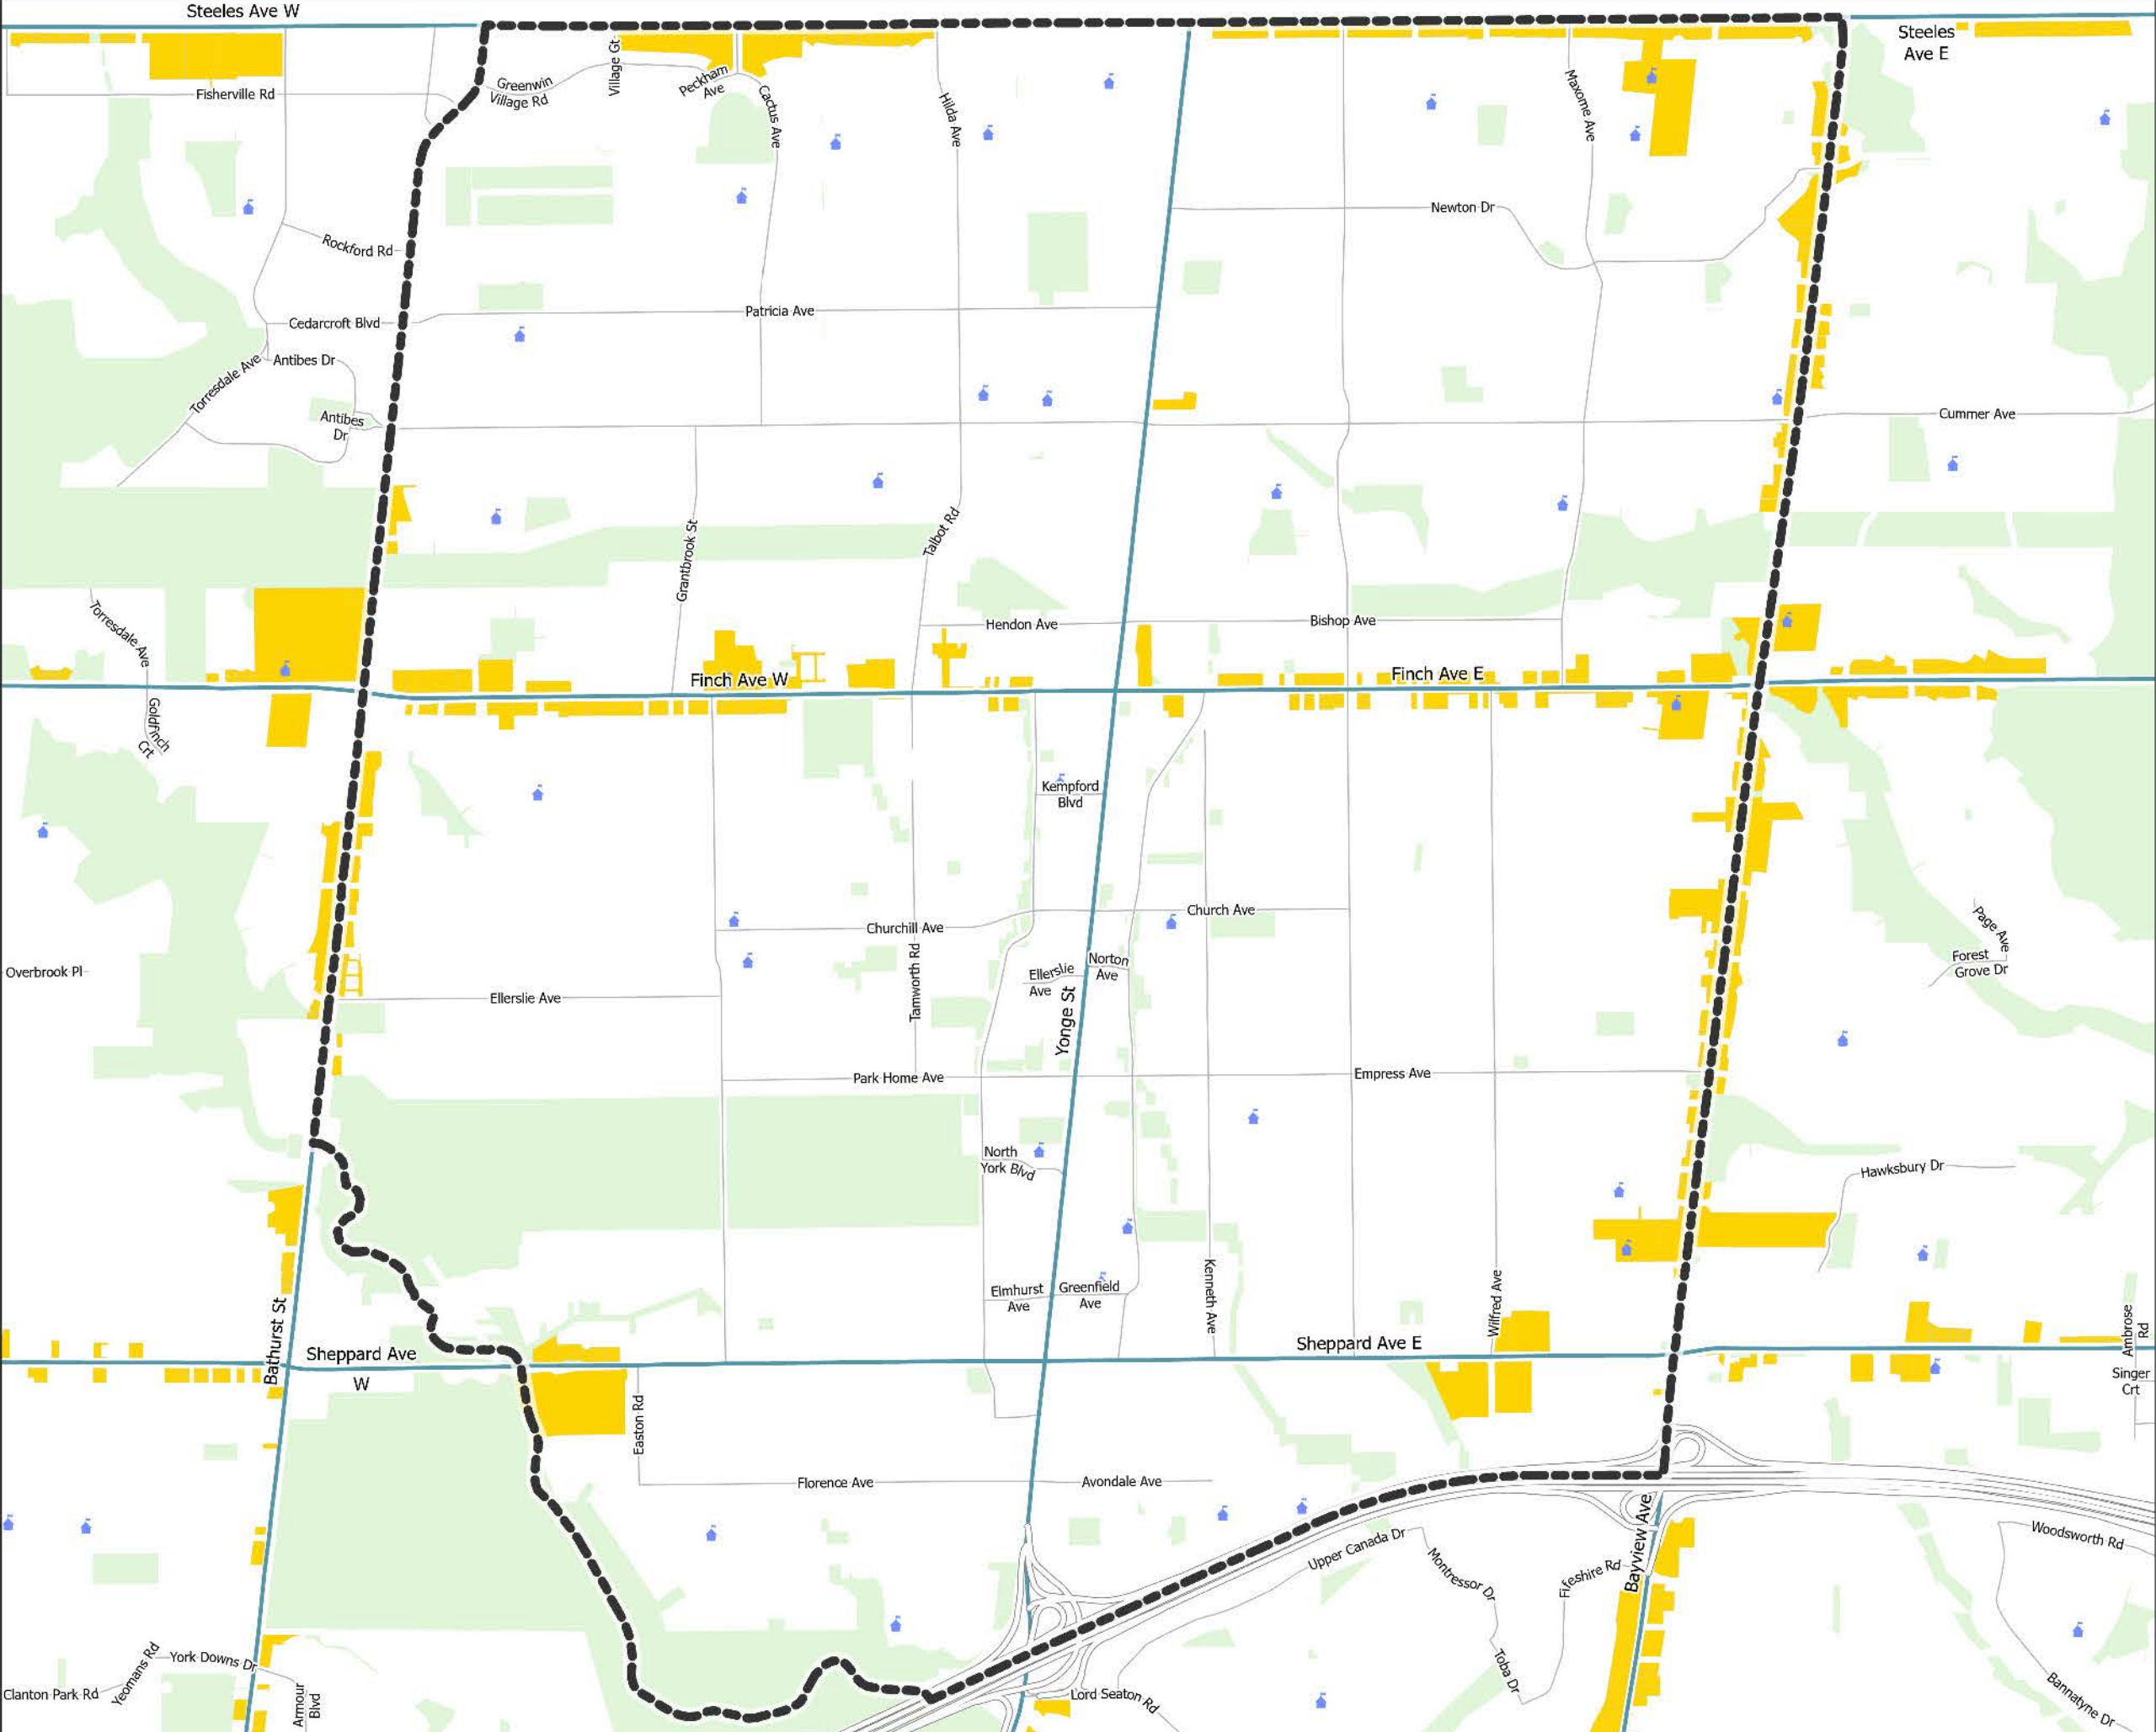 Steeles Ave W
Steeles
Ave E
Fisherville Rd
Greenwin
Village Rd
Village Gt
Peckham
Ave
Cactus Ave
Hilda Ave
Maxome Ave
Newton Dr
Rockford Rd
Cedarcroft Blvd
Patricia Ave
Antibes Dr
Torresdale Ave
Antibes
Dr
Cummer Ave
Talbot Rd
Grantbrook St
Torresdale Ave
Hendon Ave
Bishop Ave
Finch Ave W
Finch Ave E
Goldfinch
Crt
Kempford
Blvd
Churchill Ave
Church Ave
Page Ave
Forest
Grove Dr
Overbrook Pl
Ellerslie
Ave
Norton
Ave
Tamworth Rd
Ellerslie Ave
Yonge St
Park Home Ave
Empress Ave
North
York Blvd
Hawksbury Dr
Elmhurst
Ave
Greenfield
Ave
Kenneth Ave
Wilfred Ave
Bathurst St
Sheppard Ave
W
Sheppard Ave E
Ambrose
Rd
Singer
Crt
Easton Rd
Florence Ave
Avondale Ave
Bayview Ave
Upper Canada Dr
Montressor Dr
Fifeshire Rd
Woodsworth Rd
York Downs Dr
Yeomans Rd
Clanton Park Rd
Armour
Blvd
Toba Dr
Lord Seaton Rd
Bannatyne Dr